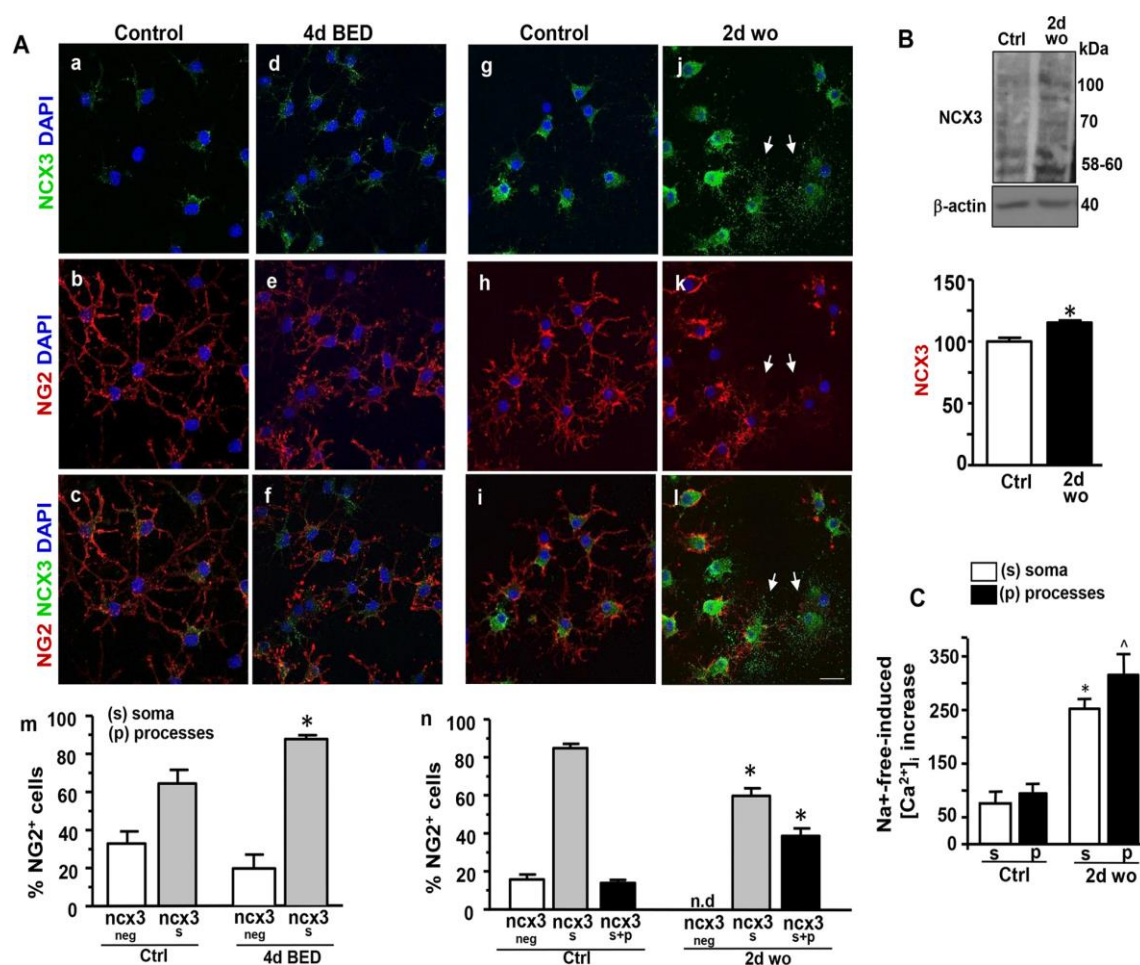 A
Control
4d BED
Control
2d wo
NCX3 DAPI
a
d
g
j
NG2 DAPI
b
e
h
k
NG2 NCX3 DAPI
c
f
i
l
B
Ctrl
2d
wo
kDa
NCX3
100
70
58-60
β-actin
40
NCX3
150
100
50
0
Ctrl
2d
wo
*
m
(s) soma
(p) processes
% NG2⁺ cells
100
80
60
40
20
0
*
ncx3 neg
ncx3 s
ncx3 neg
ncx3 s
Ctrl
4d BED
n
% NG2⁺ cells
100
80
60
40
20
0
n.d
*
*
ncx3 neg
ncx3 s
ncx3 s+p
ncx3 neg
ncx3 s
ncx3 s+p
Ctrl
2d wo
C
(s) soma
(p) processes
Na+-free-induced
[Ca²⁺]i increase
350
250
150
50
0
*
^
s
p
s
p
Ctrl
2d wo